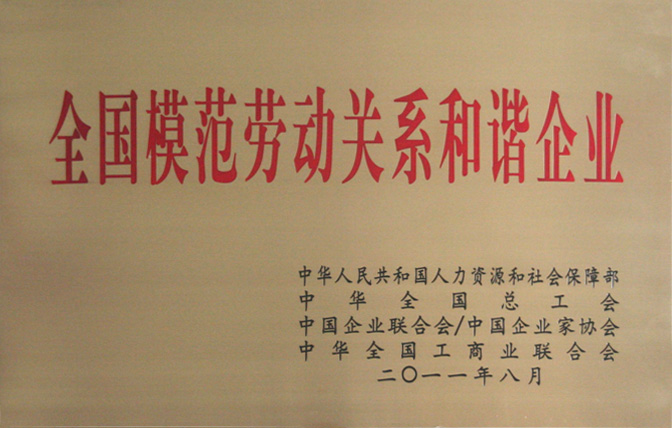 全国模范劳动关系和谐企业
中华人民共和国人力资源和社会保障部
中华全国总工会
中国企业联合会/中国企业家协会
中华全国工商业联合会
二〇一一年八月